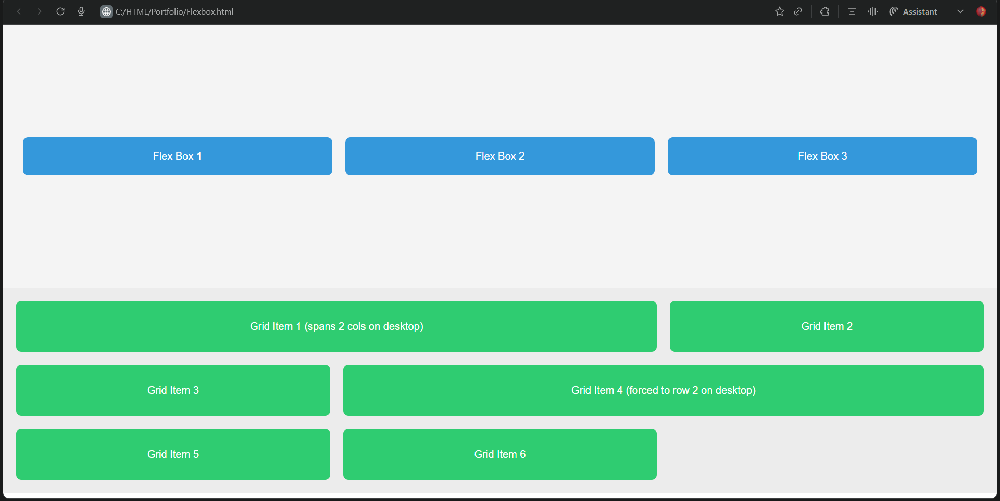 C:/HTML/Portfolio/Flexbox.html
Assistant
Flex Box 1
Flex Box 2
Flex Box 3
Grid Item 1 (spans 2 cols on desktop)
Grid Item 2
Grid Item 3
Grid Item 4 (forced to row 2 on desktop)
Grid Item 5
Grid Item 6